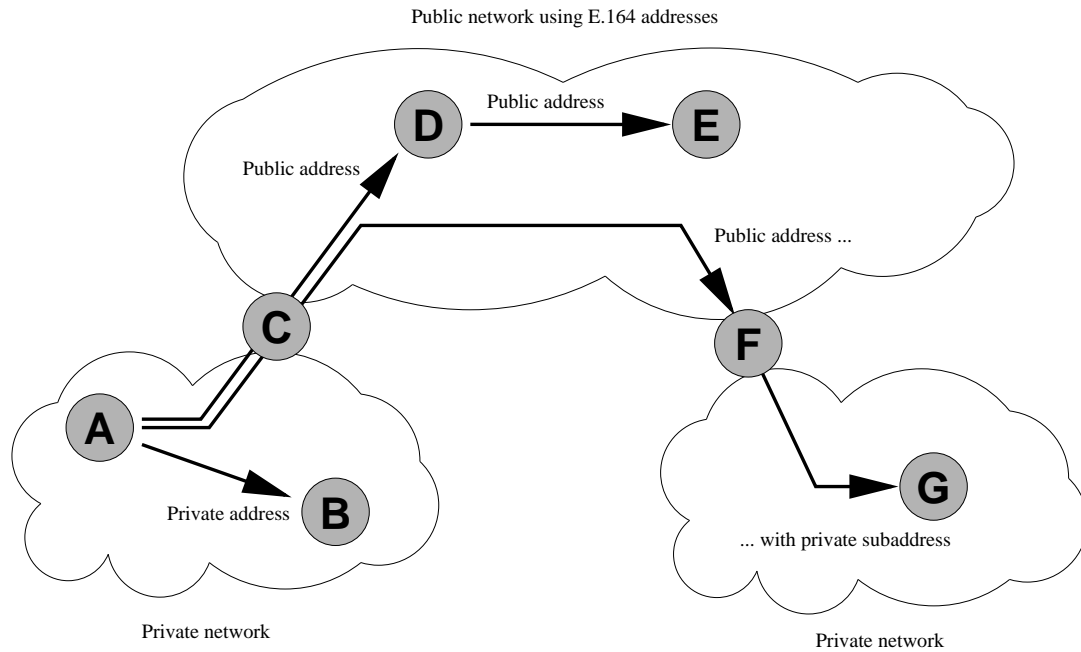 Public network using E.164 addresses
Public address
D
E
Public address
Public address ...
C
F
A
G
Private address
B
... with private subaddress
Private network
Private network